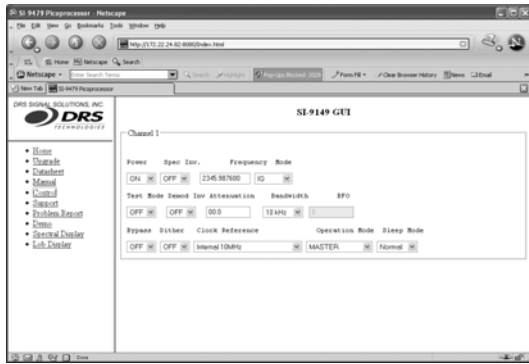 SI-9479 Picoprocessor - Netscape
File Edit View Go Bookmarks Tools Window Help
http://172.22.24.82:8080/Index.html
Home Netscape Search
Netscape Enter Search Terms Search Highlight Pop-Ups Blocked: 2029 Form Fill Clear Browser History News Email
New Tab SI-9479 Picoprocessor
DRS SIGNAL SOLUTIONS, INC.
DRS
TECHNOLOGIES
Home
Upgrade
Datasheet
Manual
Control
Support
Problem Report
Demo
Spectral Display
Lob Display
SI-9149 GUI
Channel 1
Power Spec Inv. Frequency Mode
ON OFF 2345.987600 IQ
Test Mode Demod Inv Attenuation Bandwidth BFO
OFF OFF 00.0 10 kHz 0
Bypass Dither Clock Reference Operation Mode Sleep Mode
OFF OFF Internal 10MHz MASTER Normal
Done